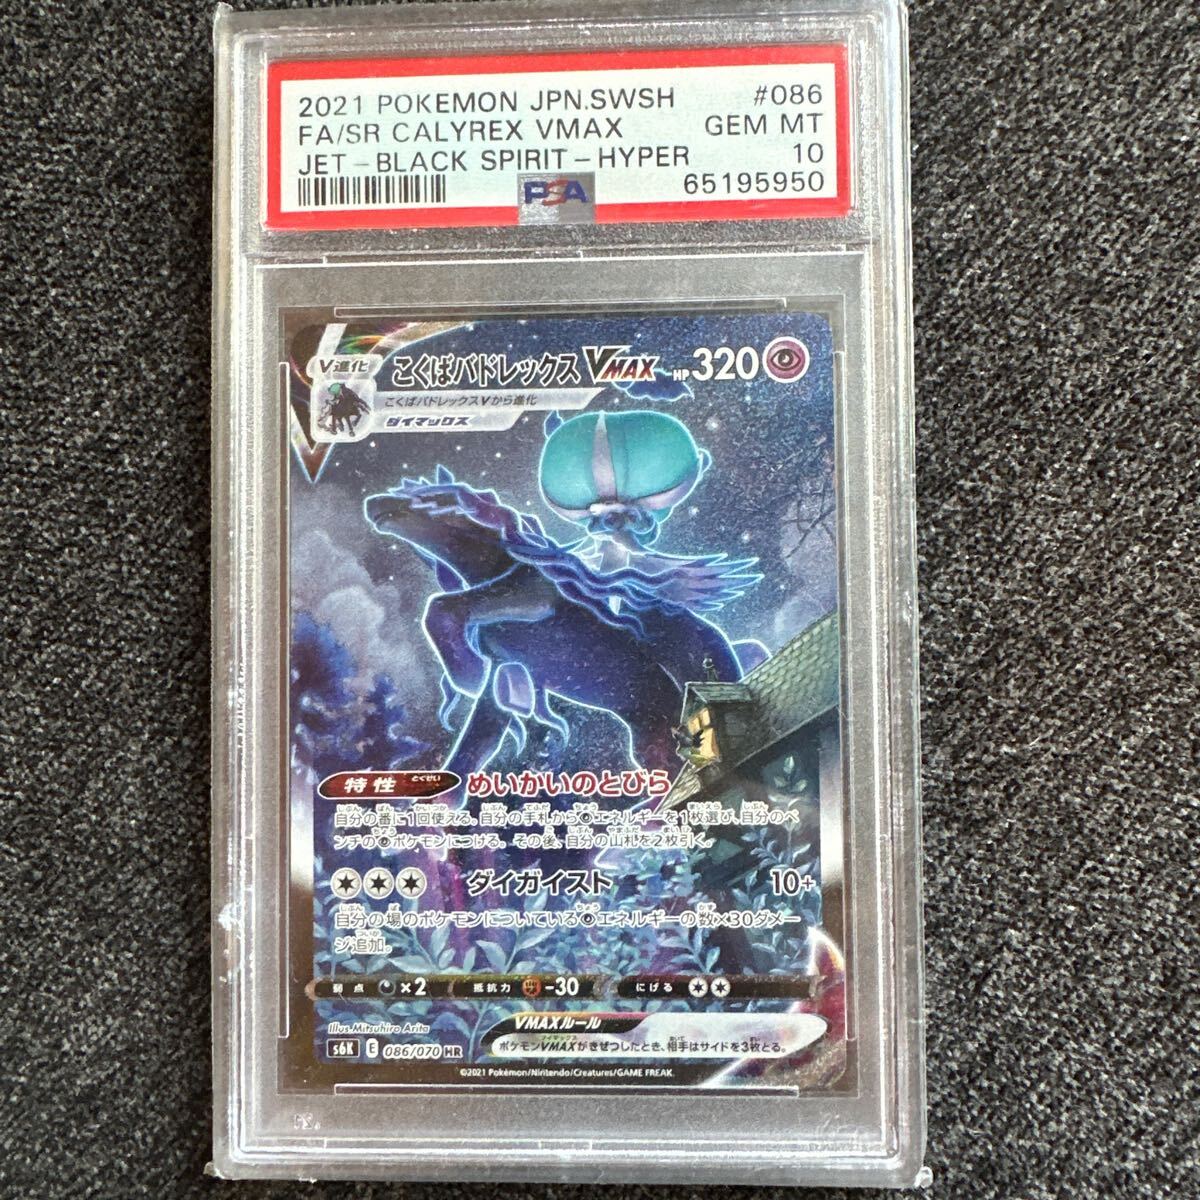 2021 POKEMON JPN.SWSH #086
FA/SR CALYREX VMAX GEM MT
JET-BLACK SPIRIT-HYPER 10
PSA 65195950
V進化 こくばバドレックス VMAX HP 320
こくばバドレックスVから進化
ダイマックス
特性 とくせい めいかいのとびら
自分の番に1回使える。自分の手札からエネルギーを1枚選び、自分のベ
ンチのポケモンにつける。その後、自分の山札を2枚引く。
ダイガイスト 10+
自分の場のポケモンについているエネルギーの数×30ダメー
ジ追加。
弱点 ×2 抵抗力 -30 にげる
Illus. Mitsuhiro Arita
VMAXルール
s6K E 086/070 HR
ポケモンVMAXがきぜつしたとき、相手はサイドを3枚とる。
©2021 Pokémon/Nintendo/Creatures/GAME FREAK.